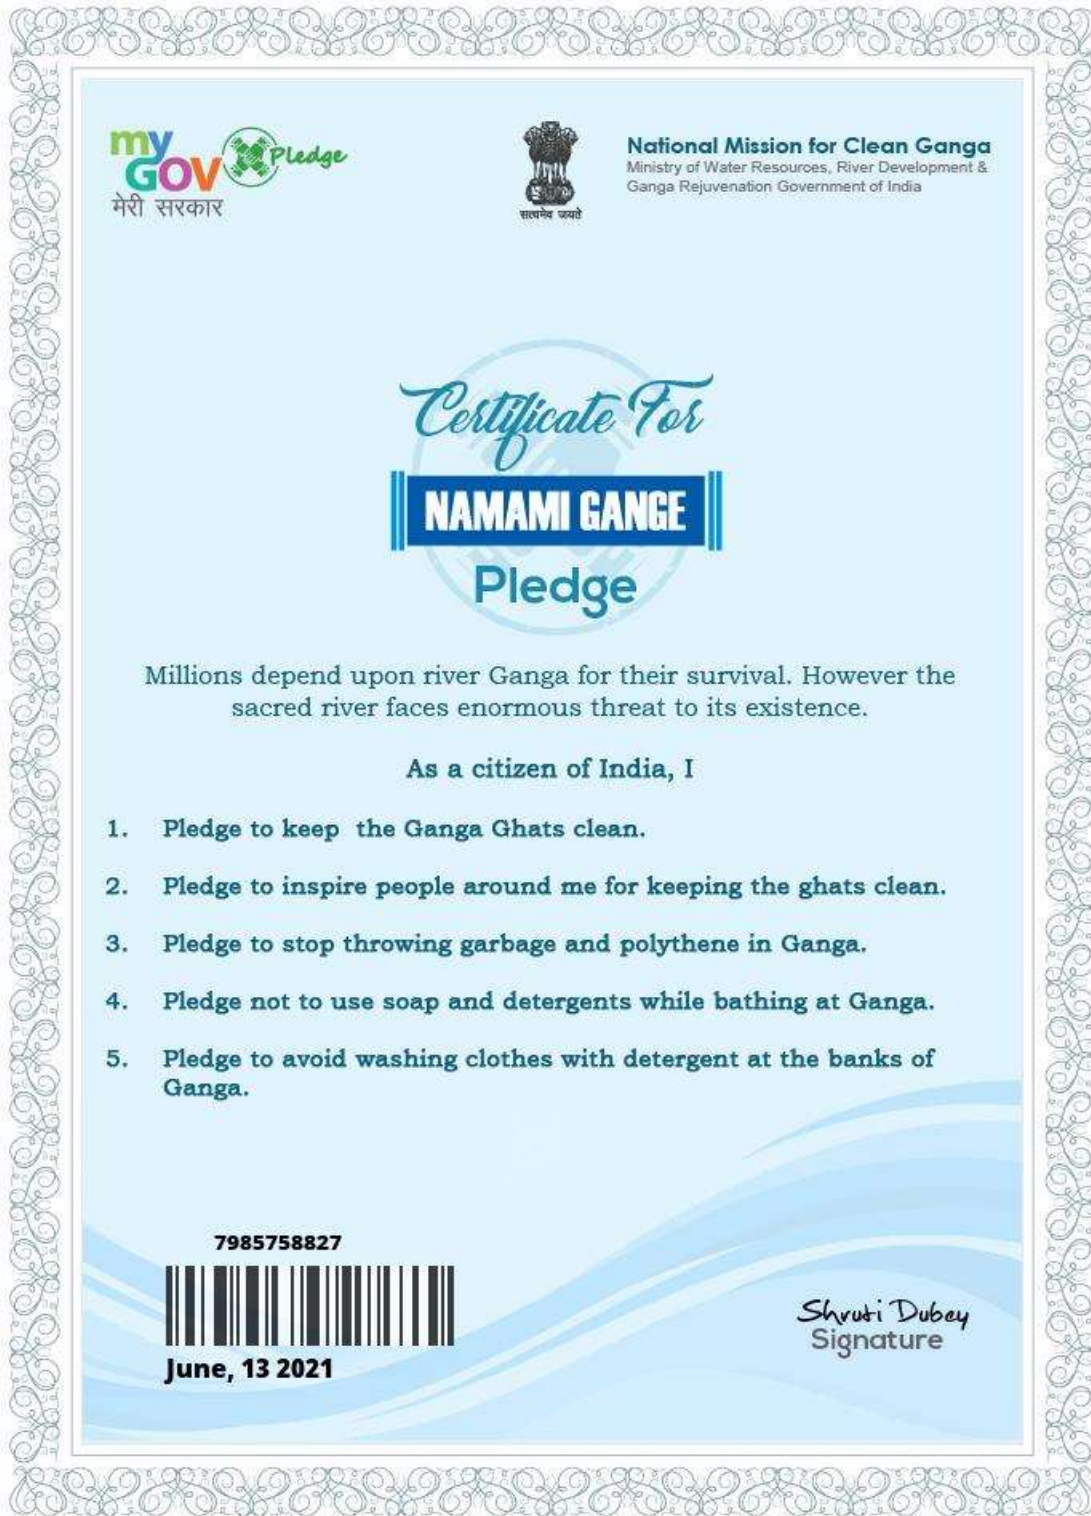 my
GOV
मेरी सरकार
Pledge
सत्यमेव जयते
National Mission for Clean Ganga
Ministry of Water Resources, River Development &
Ganga Rejuvenation Government of India
Certificate For
NAMAMI GANGE
Pledge
Millions depend upon river Ganga for their survival. However the
sacred river faces enormous threat to its existence.
As a citizen of India, I
1. Pledge to keep the Ganga Ghats clean.
2. Pledge to inspire people around me for keeping the ghats clean.
3. Pledge to stop throwing garbage and polythene in Ganga.
4. Pledge not to use soap and detergents while bathing at Ganga.
5. Pledge to avoid washing clothes with detergent at the banks of
Ganga.
7985758827
June, 13 2021
Shruti Dubey
Signature